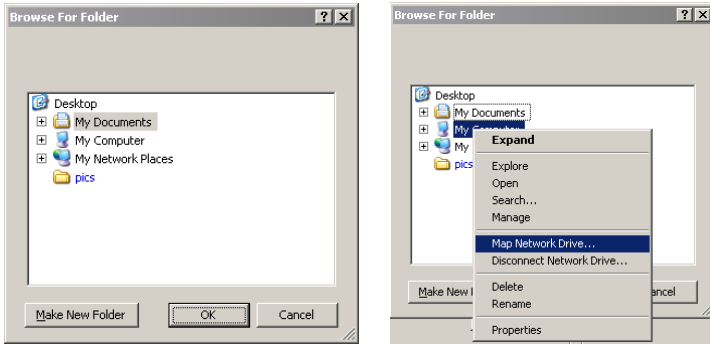 Browse For Folder
Desktop
My Documents
My Computer
My Network Places
pics
Make New Folder
OK
Cancel
Browse For Folder
Desktop
My Documents
My
My
pics
Expand
Explore
Open
Search...
Manage
Map Network Drive...
Disconnect Network Drive...
Delete
Rename
Properties
Make New
ancel